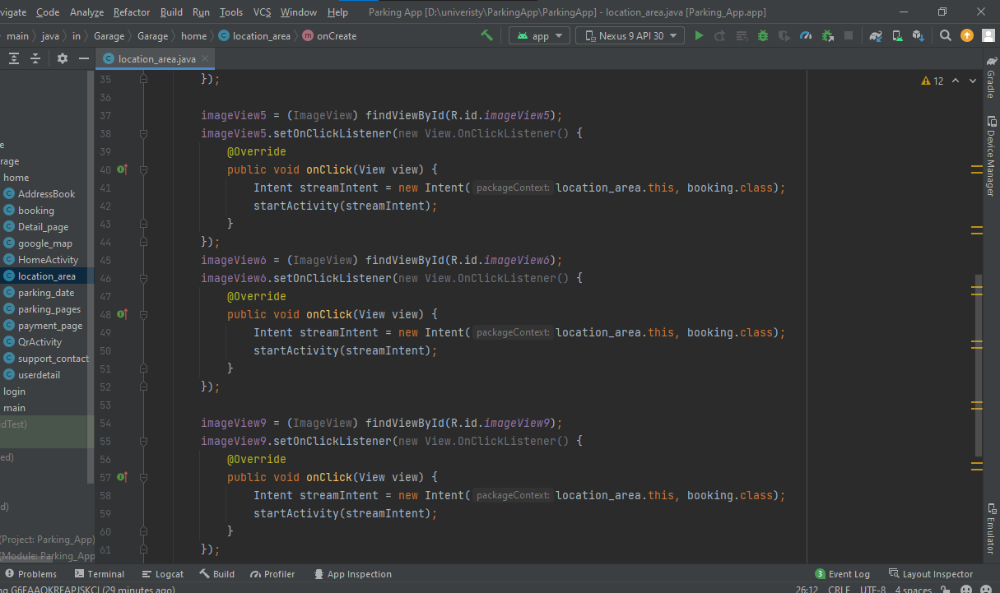 vigate Code Analyze Refactor Build Run Tools VCS Window Help Parking App [D:\univeristy\ParkingApp\ParkingApp] - location_area.java [Parking_App.app]
main java in Garage Garage home location_area onCreate app Nexus 9 API 30
location_area.java
12
35 });
36
37 imageView5 = (ImageView) findViewById(R.id.imageView5);
38 imageView5.setOnClickListener(new View.OnClickListener() {
39 @Override
40 public void onClick(View view) {
41 Intent streamIntent = new Intent( packageContext: location_area.this, booking.class);
42 startActivity(streamIntent);
43 }
44 });
45 imageView6 = (ImageView) findViewById(R.id.imageView6);
46 imageView6.setOnClickListener(new View.OnClickListener() {
47 @Override
48 public void onClick(View view) {
49 Intent streamIntent = new Intent( packageContext: location_area.this, booking.class);
50 startActivity(streamIntent);
51 }
52 });
53
54 imageView9 = (ImageView) findViewById(R.id.imageView9);
55 imageView9.setOnClickListener(new View.OnClickListener() {
56 @Override
57 public void onClick(View view) {
58 Intent streamIntent = new Intent( packageContext: location_area.this, booking.class);
59 startActivity(streamIntent);
60 }
61 });
e
rage
home
AddressBook
booking
Detail_page
google_map
HomeActivity
location_area
parking_date
parking_pages
payment_page
QrActivity
support_contact
userdetail
login
main
idTest)
ed)
d)
(Project: Parking_App)
(Module: Parking_App
Gradle
Device Manager
Emulator
Problems Terminal Logcat Build Profiler App Inspection 3 Event Log Layout Inspector
26:12 CRLF UTF-8 4 spaces